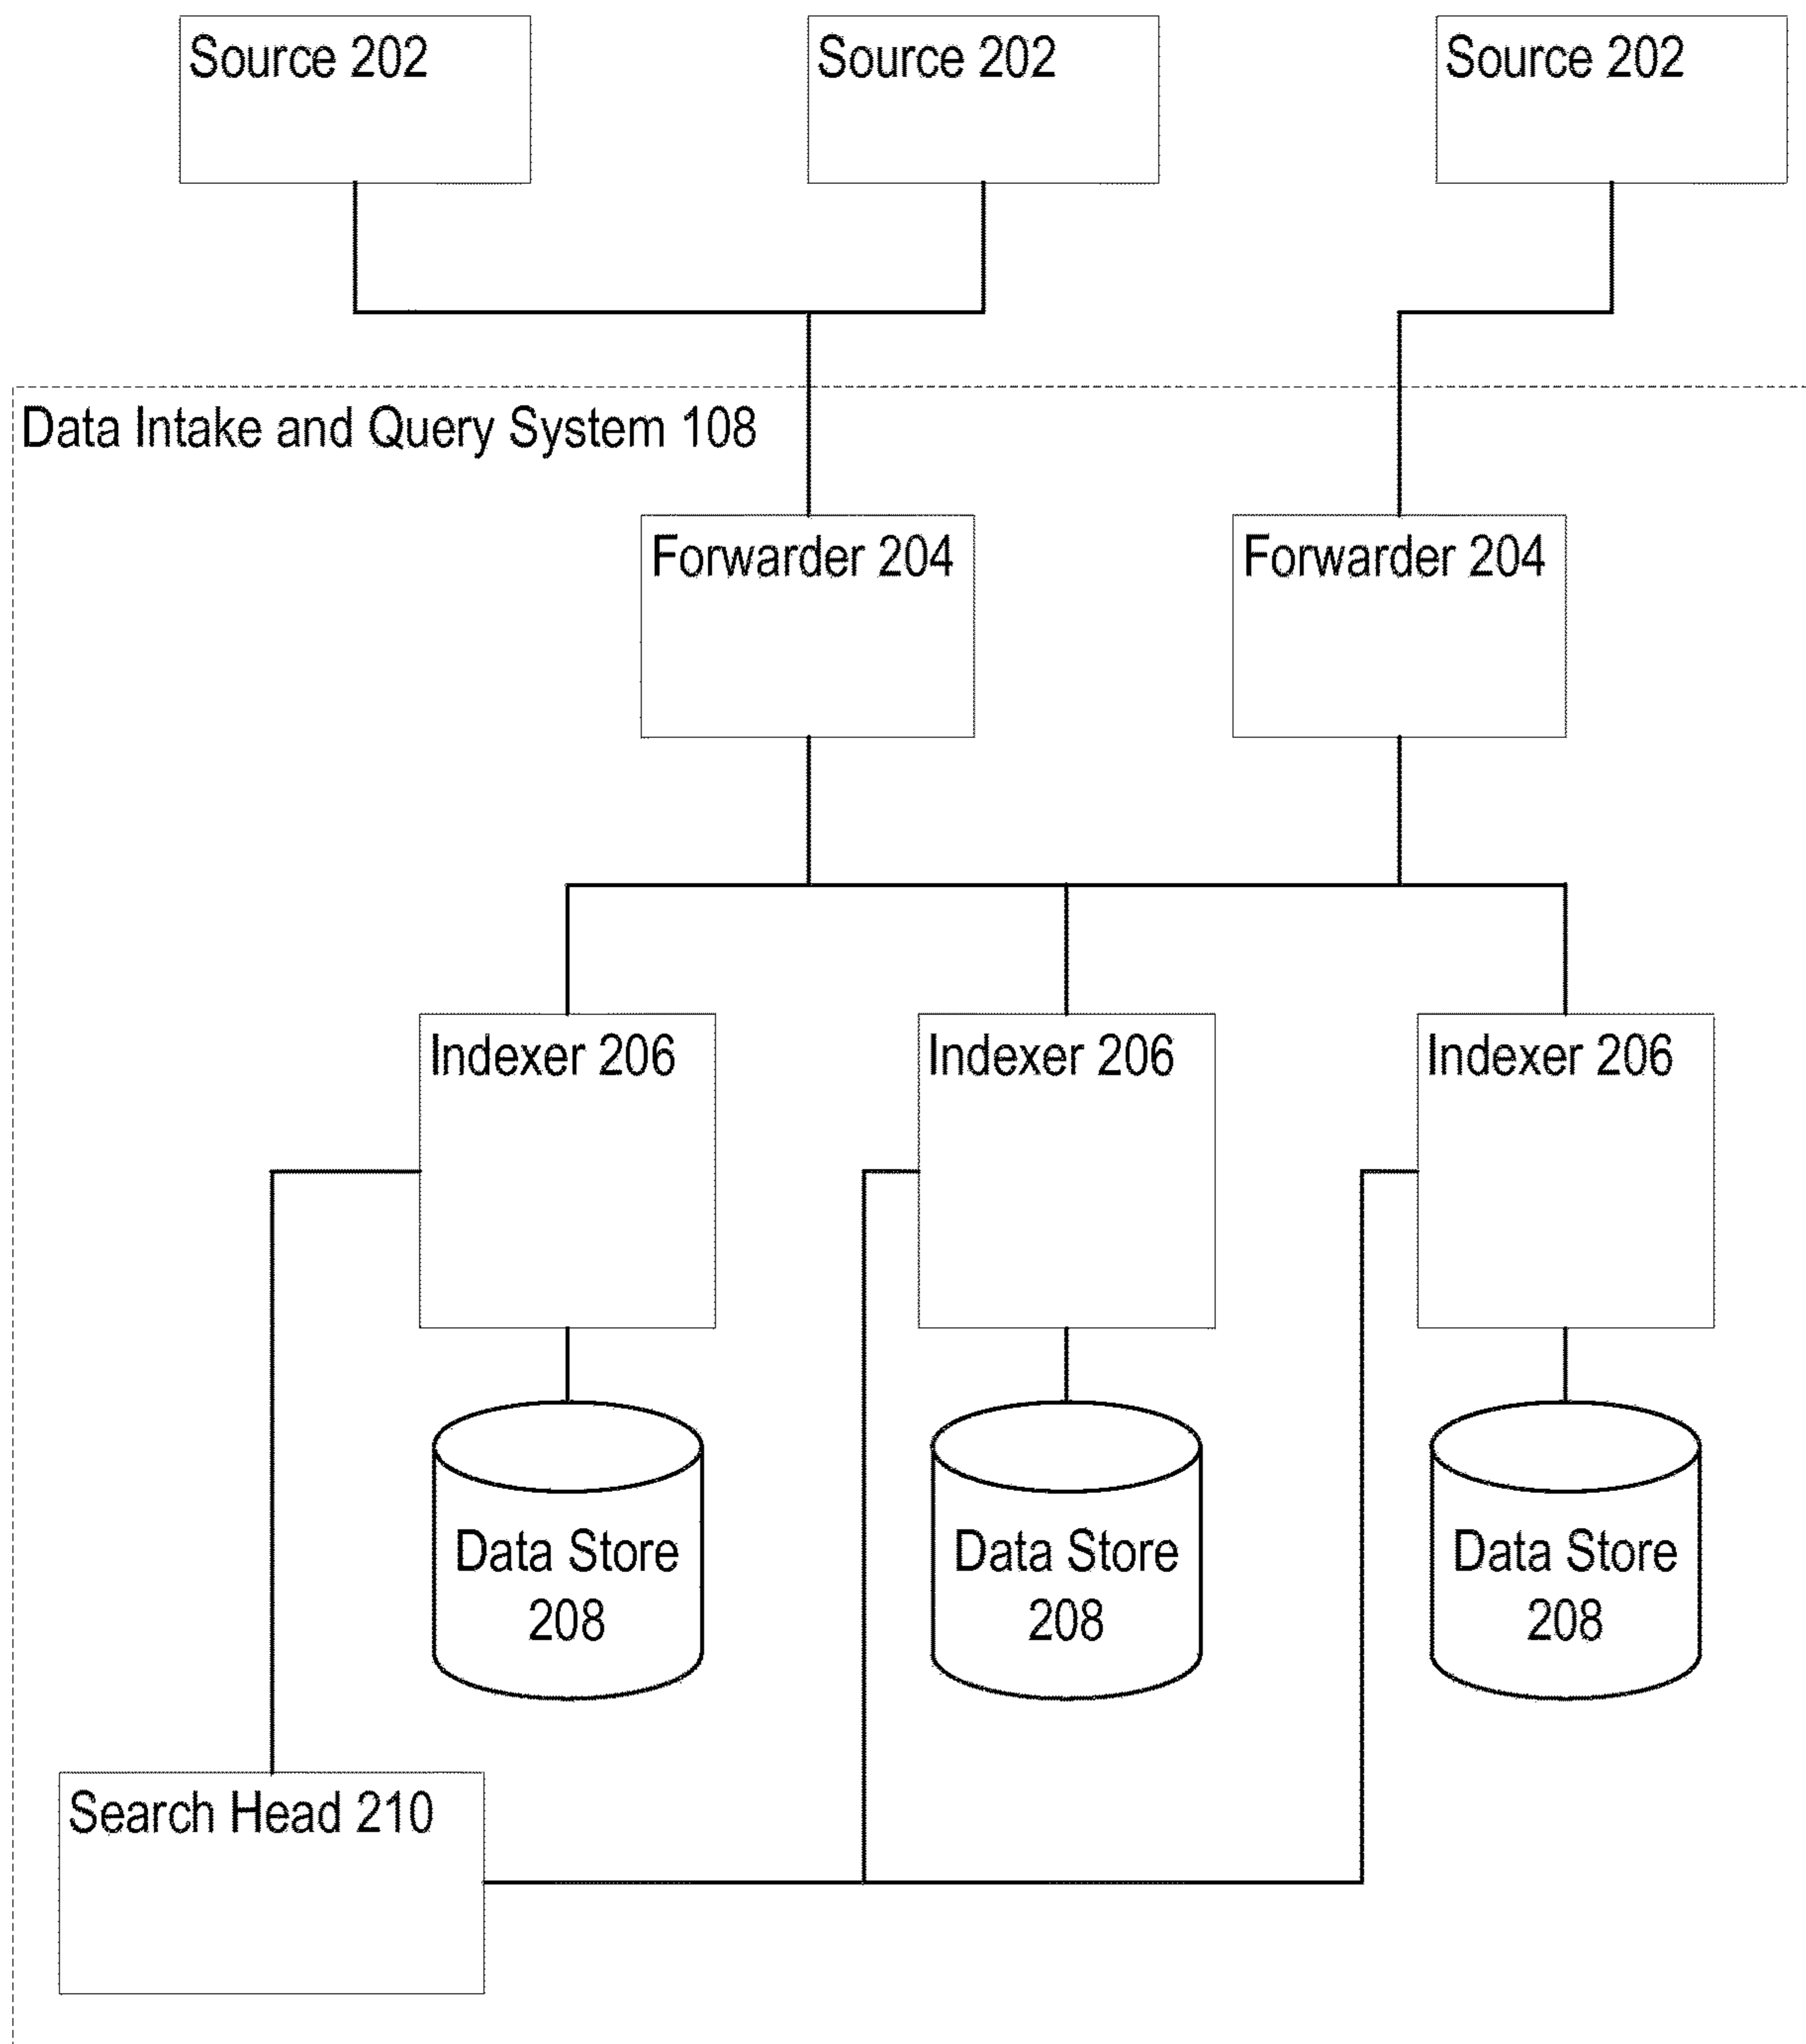 Source 202
Source 202
Source 202
Data Intake and Query System 108
Forwarder 204
Forwarder 204
Indexer 206
Indexer 206
Indexer 206
Data Store
208
Data Store
208
Data Store
208
Search Head 210